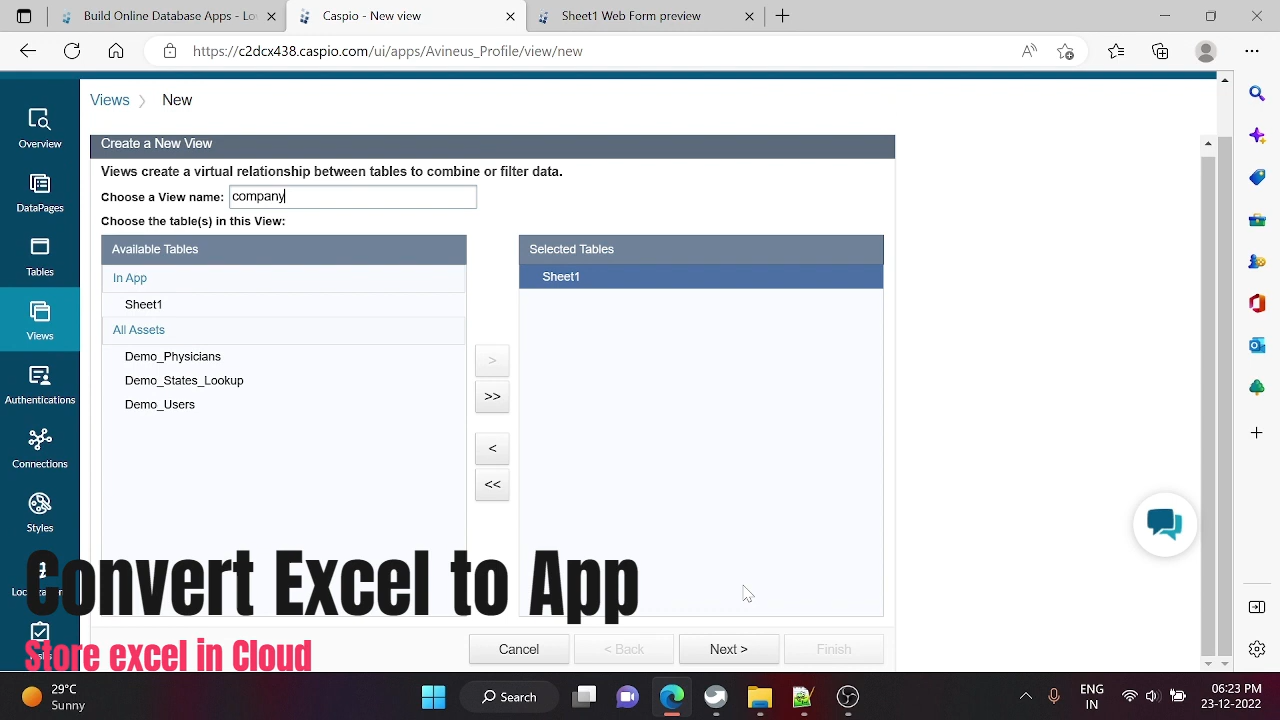 Build company
Caspio - New view
Sheet1 Web Form preview
https://c2dcx438.caspio.com/ui/apps/Avineus_Profile/view/new
Views
New
Overview
DataPages
Tables
Views
Authentications
Connections
Styles
Create a New View
Views create a virtual relationship between tables to combine or filter data.
Choose a View name: company
Choose the table(s) in this View:
Available Tables
In App
Sheet1
All Assets
Demo_Physicians
Demo_States_Lookup
Demo_Users
>
>>
<
<<
Selected Tables
Sheet1
Convert Excel to App
Store excel in Cloud
Cancel
< Back
Next >
Finish
29°C
Sunny
Search
ENG
IN
06:23 PM
23-12-2022